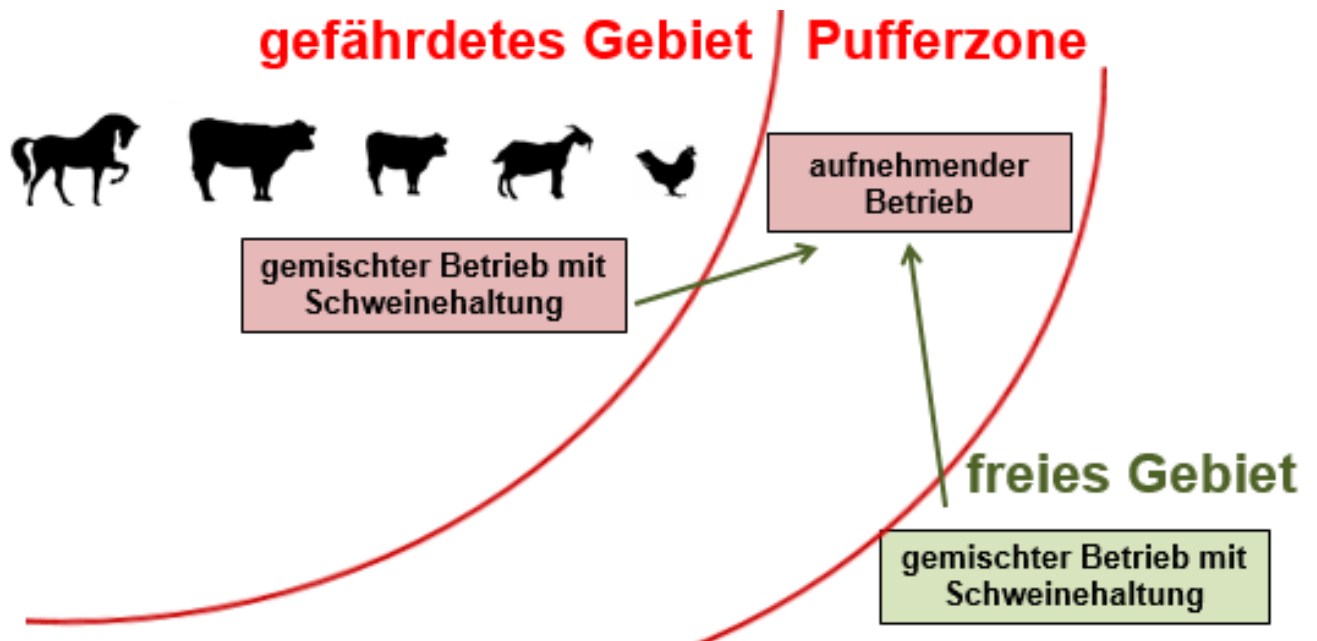 gefährdetes Gebiet
Pufferzone
aufnehmender
Betrieb
gemischter Betrieb mit
Schweinehaltung
freies Gebiet
gemischter Betrieb mit
Schweinehaltung